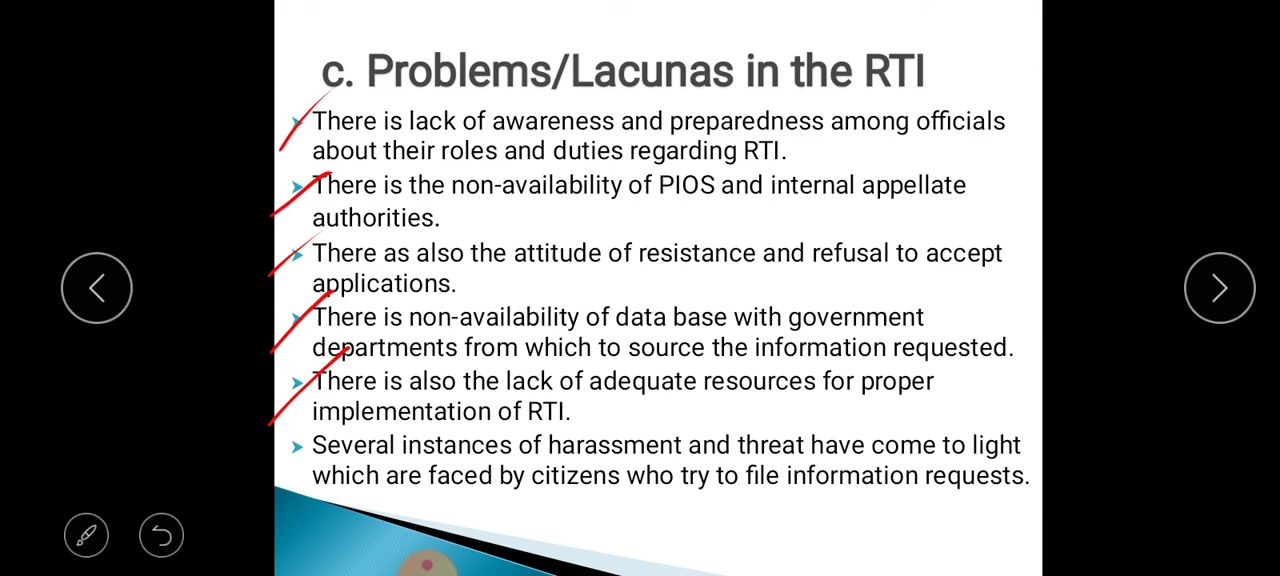 c. Problems/Lacunas in the RTI
There is lack of awareness and preparedness among officials
about their roles and duties regarding RTI.
There is the non-availability of PIOS and internal appellate
authorities.
There as also the attitude of resistance and refusal to accept
applications.
There is non-availability of data base with government
departments from which to source the information requested.
There is also the lack of adequate resources for proper
implementation of RTI.
Several instances of harassment and threat have come to light
which are faced by citizens who try to file information requests.